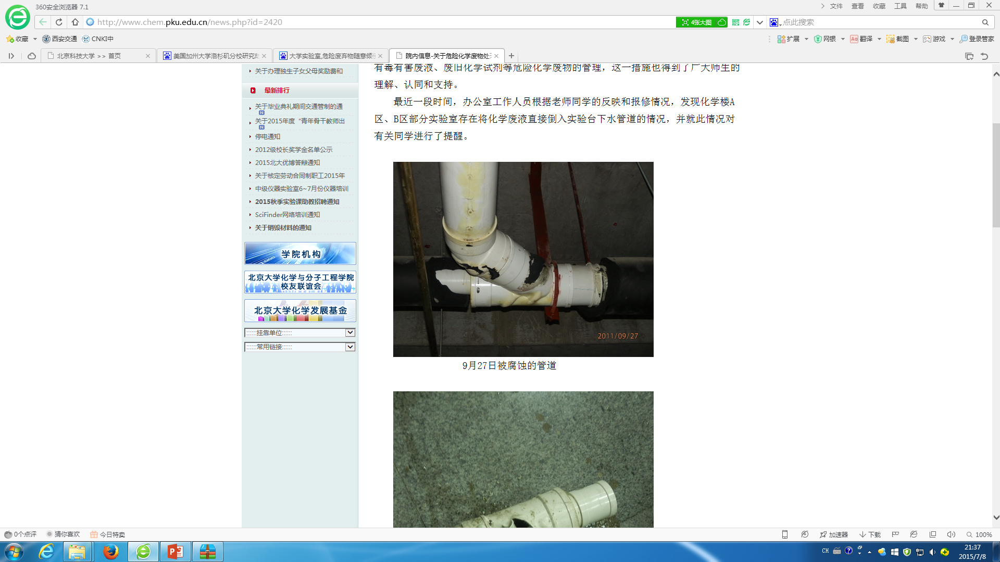 360安全浏览器 7.1
文件 查看 收藏 工具 帮助
http://www.chem.pku.edu.cn/news.php?id=2420
4张大图
点此搜索
收藏 西安交通 CNKI中
扩展 网银 Aa 翻译 截图 游戏 登录管家
北京科技大学 >> 首页
美国加州大学洛杉矶分校研究助
大学实验室,危险废弃物随意倾倒
院内信息-关于危险化学废物处
关于办理独生子女父母奖励费和
最新排行
关于毕业典礼期间交通管制的通
N
关于2015年度“青年骨干教师出
N
停电通知
2012级校长奖学金名单公示
2015北大优博答辩通知
关于核定劳动合同制职工2015年
中级仪器实验室6~7月份仪器培训
2015秋季实验课助教招聘通知
SciFinder网络培训通知
关于销毁材料的通知
学院机构
北京大学化学与分子工程学院
校友联谊会
北京大学化学发展基金
::::::挂靠单位::::::
::::::常用链接::::::
有毒有害废液、废旧化学试剂等危险化学废物的管理，这一措施也得到了广大师生的
理解、认同和支持。
最近一段时间，办公室工作人员根据老师同学的反映和报修情况，发现化学楼A
区、B区部分实验室存在将化学废液直接倒入实验台下水管道的情况，并就此情况对
有关同学进行了提醒。
2011/09/27
9月27日被腐蚀的管道
0个点评 猜你喜欢 今日特卖
加速器 下载 100%
CH
21:37
2015/7/8